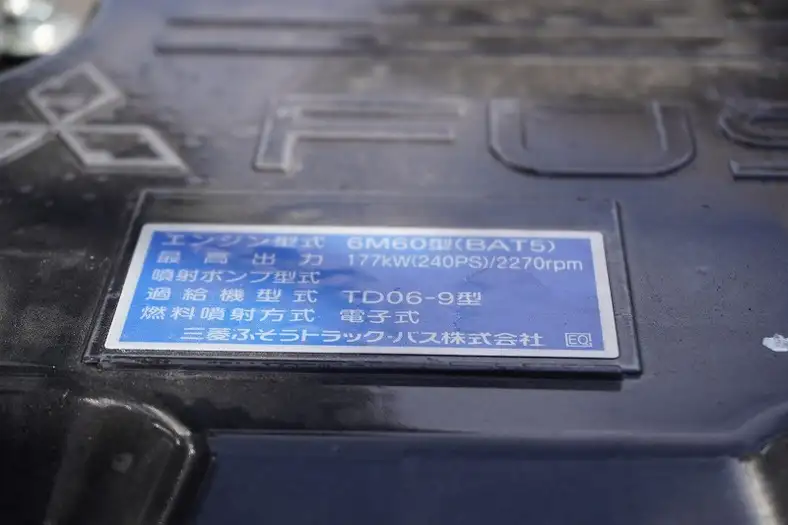 FUS
エンジン型式 6M60型(BAT5)
最高出力 177kW(240PS)/2270rpm
噴射ポンプ型式
過給機型式 TD06-9型
燃料噴射方式 電子式
三菱ふそうトラック・バス株式会社 EQ